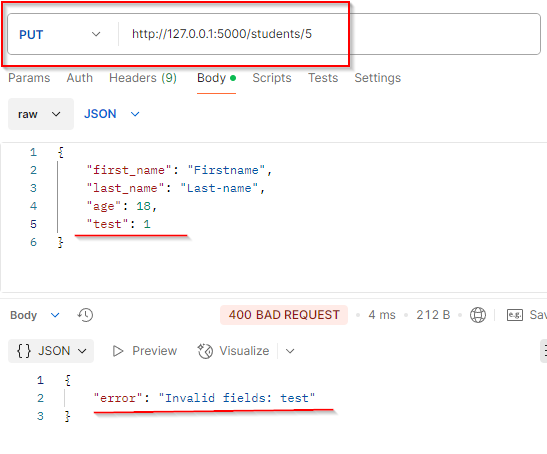 PUT http://127.0.0.1:5000/students/5
Params Auth Headers (9) Body Scripts Tests Settings
raw JSON
1 {
2 "first_name": "Firstname",
3 "last_name": "Last-name",
4 "age": 18,
5 "test": 1
6 }
Body 400 BAD REQUEST 4 ms 212 B e.g. Sav
{} JSON Preview Visualize
1 {
2 "error": "Invalid fields: test"
3 }